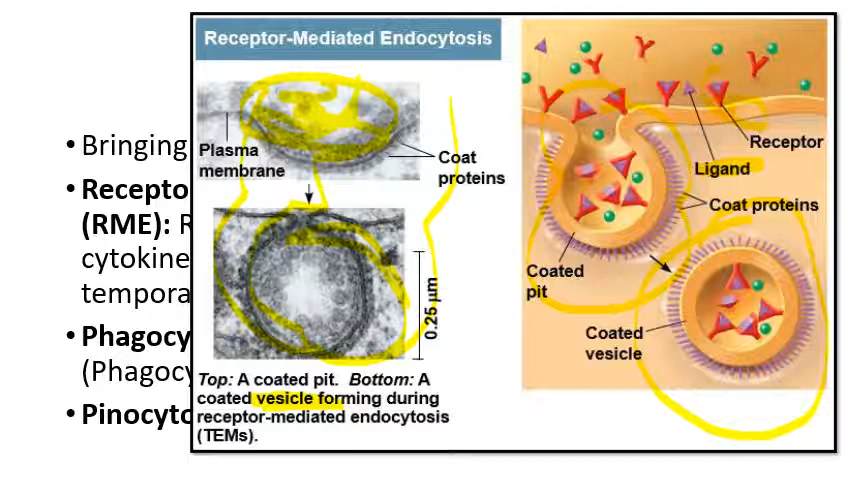 Receptor-Mediated Endocytosis
Plasma
membrane
Coat
proteins
0.25 μm
Top: A coated pit. Bottom: A
coated vesicle forming during
receptor-mediated endocytosis
(TEMs).
Receptor
Ligand
Coat proteins
Coated
pit
Coated
vesicle
• Bringing
• Recepto
(RME): R
cytokine
tempora
• Phagocy
(Phagocy
• Pinocyto